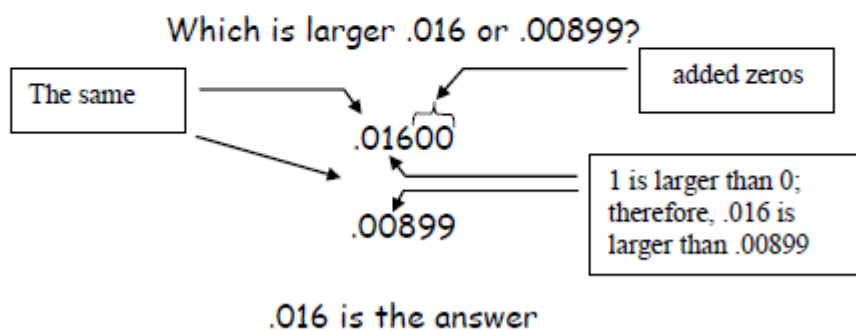 Which is larger .016 or .00899?
The same
added zeros
.01600
1 is larger than 0;
therefore, .016 is
larger than .00899
.00899
.016 is the answer